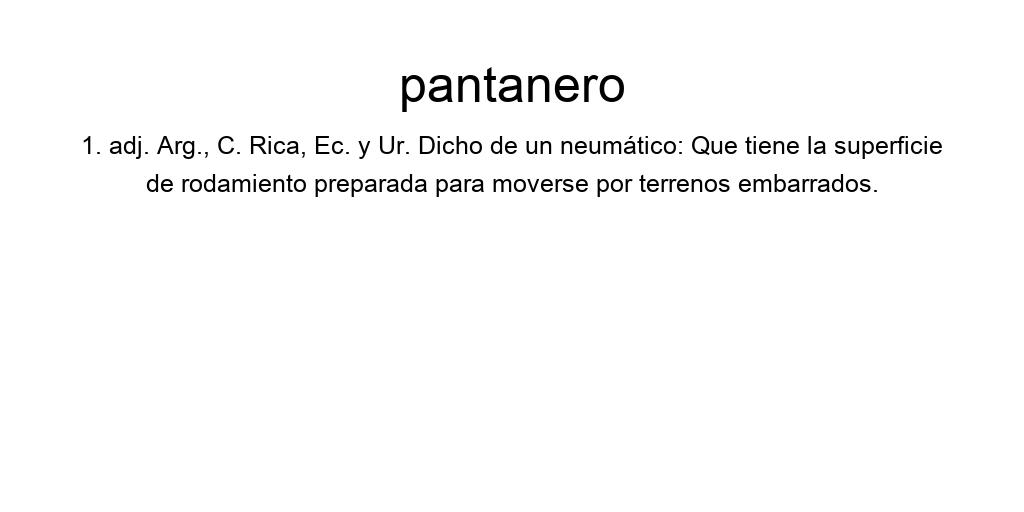 pantanero
1. adj. Arg., C. Rica, Ec. y Ur. Dicho de un neumático: Que tiene la superficie
de rodamiento preparada para moverse por terrenos embarrados.